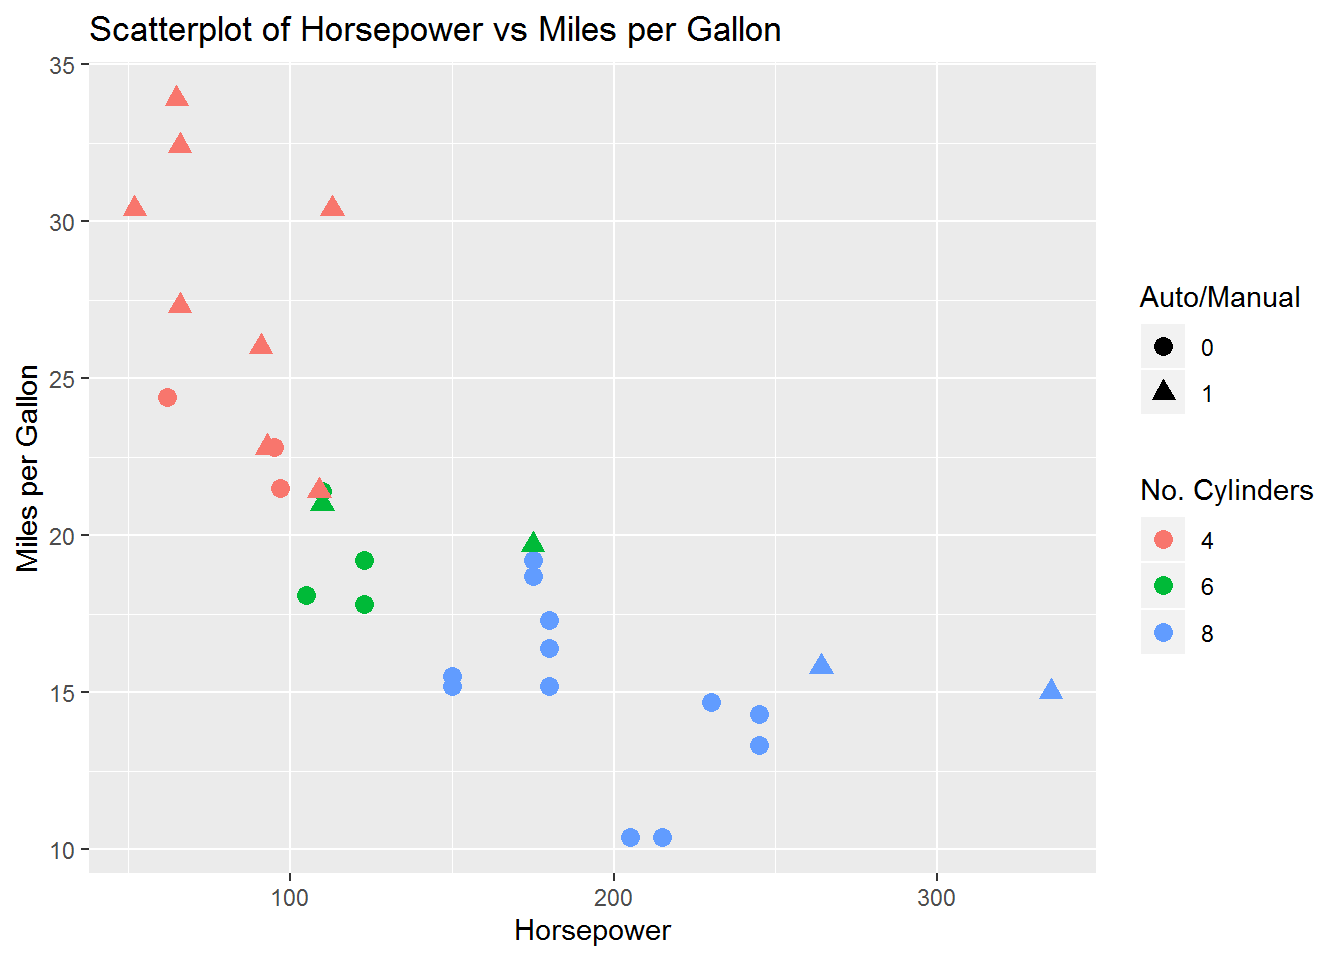 Scatterplot of Horsepower vs Miles per Gallon
35
30
25
20
15
10
Miles per Gallon
100 200 300
Horsepower
Auto/Manual
0
1
No. Cylinders
4
6
8